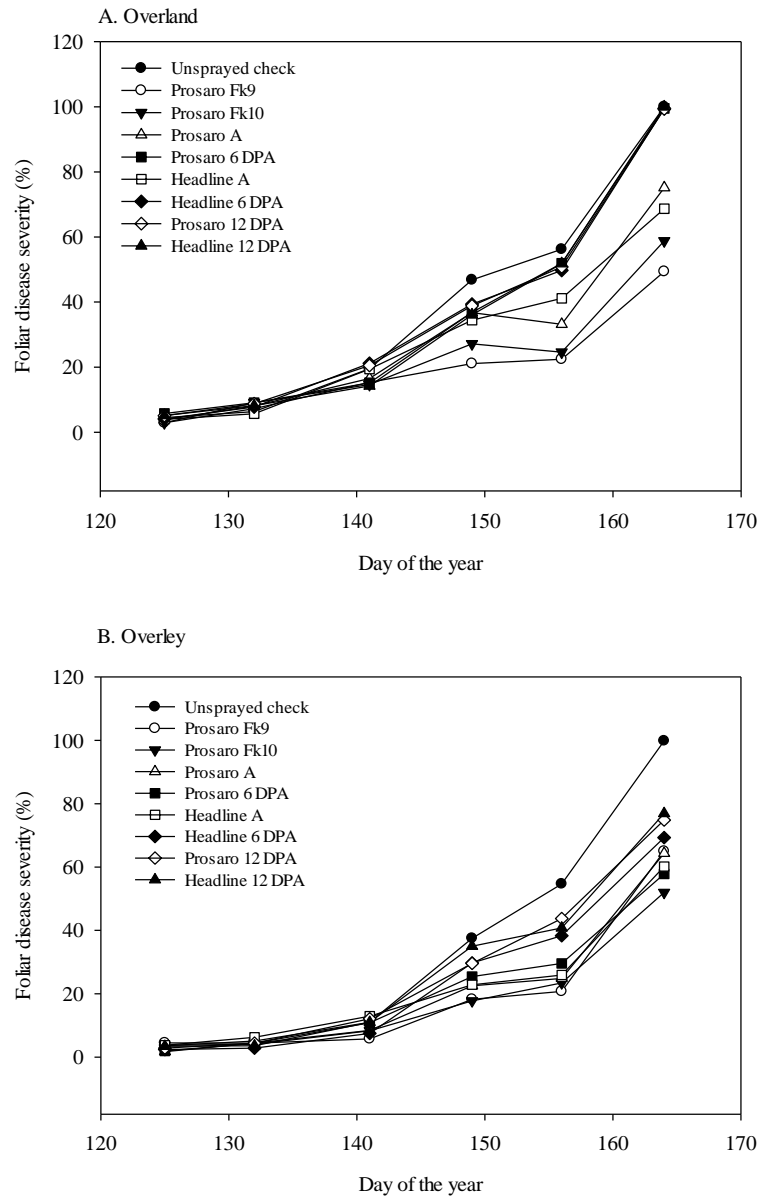 A. Overland
120
100
80
60
40
20
0
Foliar disease severity (%)
Unsprayed check
Prosaro Fk9
Prosaro Fk10
Prosaro A
Prosaro 6 DPA
Headline A
Headline 6 DPA
Prosaro 12 DPA
Headline 12 DPA
120 130 140 150 160 170
Day of the year
B. Overley
120
100
80
60
40
20
0
Foliar disease severity (%)
Unsprayed check
Prosaro Fk9
Prosaro Fk10
Prosaro A
Prosaro 6 DPA
Headline A
Headline 6 DPA
Prosaro 12 DPA
Headline 12 DPA
120 130 140 150 160 170
Day of the year